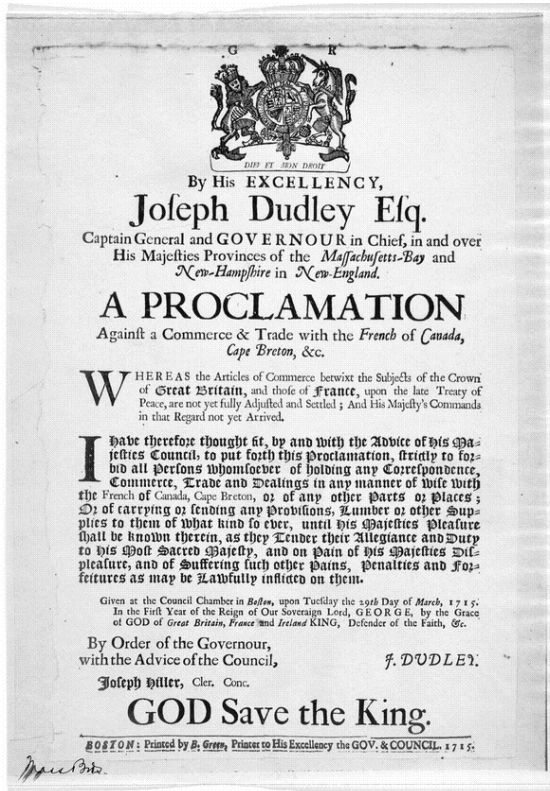 G R
DIEU ET MON DROIT
By His EXCELLENCY,
Joſeph Dudley Eſq.
Captain General and GOVERNOUR in Chief, in and over
His Majeſties Provinces of the Maſſachuſetts-Bay and
New-Hampſhire in New-England.
A PROCLAMATION
Againſt a Commerce & Trade with the French of Canada,
Cape Breton, &c.
WHEREAS the Articles of Commerce betwixt the Subjects of the Crown
of Great Britain, and thoſe of France, upon the late Treaty of
Peace, are not yet fully Adjuſted and Settled; And His Majeſty's Commands
in that Regard not yet Arrived.
I Have therefore thought fit, by and with the Advice of His Ma-
jeſties Council, to put forth this Proclamation, ſtrictly to for-
bid all Perſons whomſoever of holding any Correſpondence,
Commerce, Trade and Dealings in any manner of wiſe with
the French of Canada, Cape Breton, or of any other Parts or Places;
Or of carrying or ſending any Proviſions, Lumber or other Sup-
plies to them of what kind ſo ever, until His Majeſties Pleaſure
ſhall be known therein, as they Tender their Allegiance and Duty
to His Moſt Sacred Majeſty, and on Pain of His Majeſties Diſ-
pleaſure, and of Suffering ſuch other Pains, Penalties and For-
feitures as may be Lawfully inflicted on them.
Given at the Council Chamber in Boſton, upon Tueſday the 29th Day of March, 1715.
In the Firſt Year of the Reign of Our Soveraign Lord, GEORGE, by the Grace
of GOD of Great Britain, France and Ireland KING, Defender of the Faith, &c.
By Order of the Governour,
with the Advice of the Council,
J. DUDLEY.
Joſeph Hiller, Cler. Conc.
GOD Save the King.
BOSTON: Printed by B. Green, Printer to His Excellency the GOV. & COUNCIL. 1715.